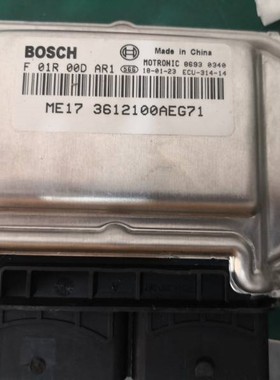 BOSCH Made in China
F 01R 00D AR1 MOTRONIC 0693 0340
10-01-23 ECU-314-14
ME17 3612100AEG71